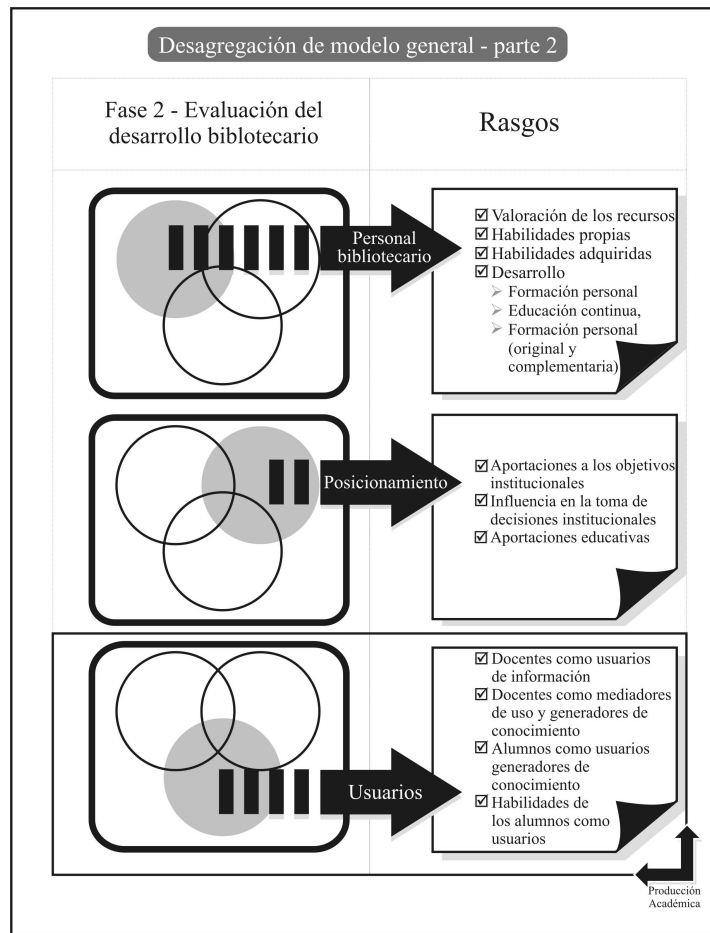 Desagregación de modelo general - parte 2
Fase 2 - Evaluación del
desarrollo biblotecario
Rasgos
Personal
bibliotecario
Valoración de los recursos
Habilidades propias
Habilidades adquiridas
Desarrollo
Formación personal
Educación continua,
Formación personal
(original y
complementaria)
Posicionamiento
Aportaciones a los objetivos
institucionales
Influencia en la toma de
decisiones institucionales
Aportaciones educativas
Usuarios
Docentes como usuarios
de información
Docentes como mediadores
de uso y generadores de
conocimiento
Alumnos como usuarios
generadores de
conocimiento
Habilidades de
los alumnos como
usuarios
Producción
Académica